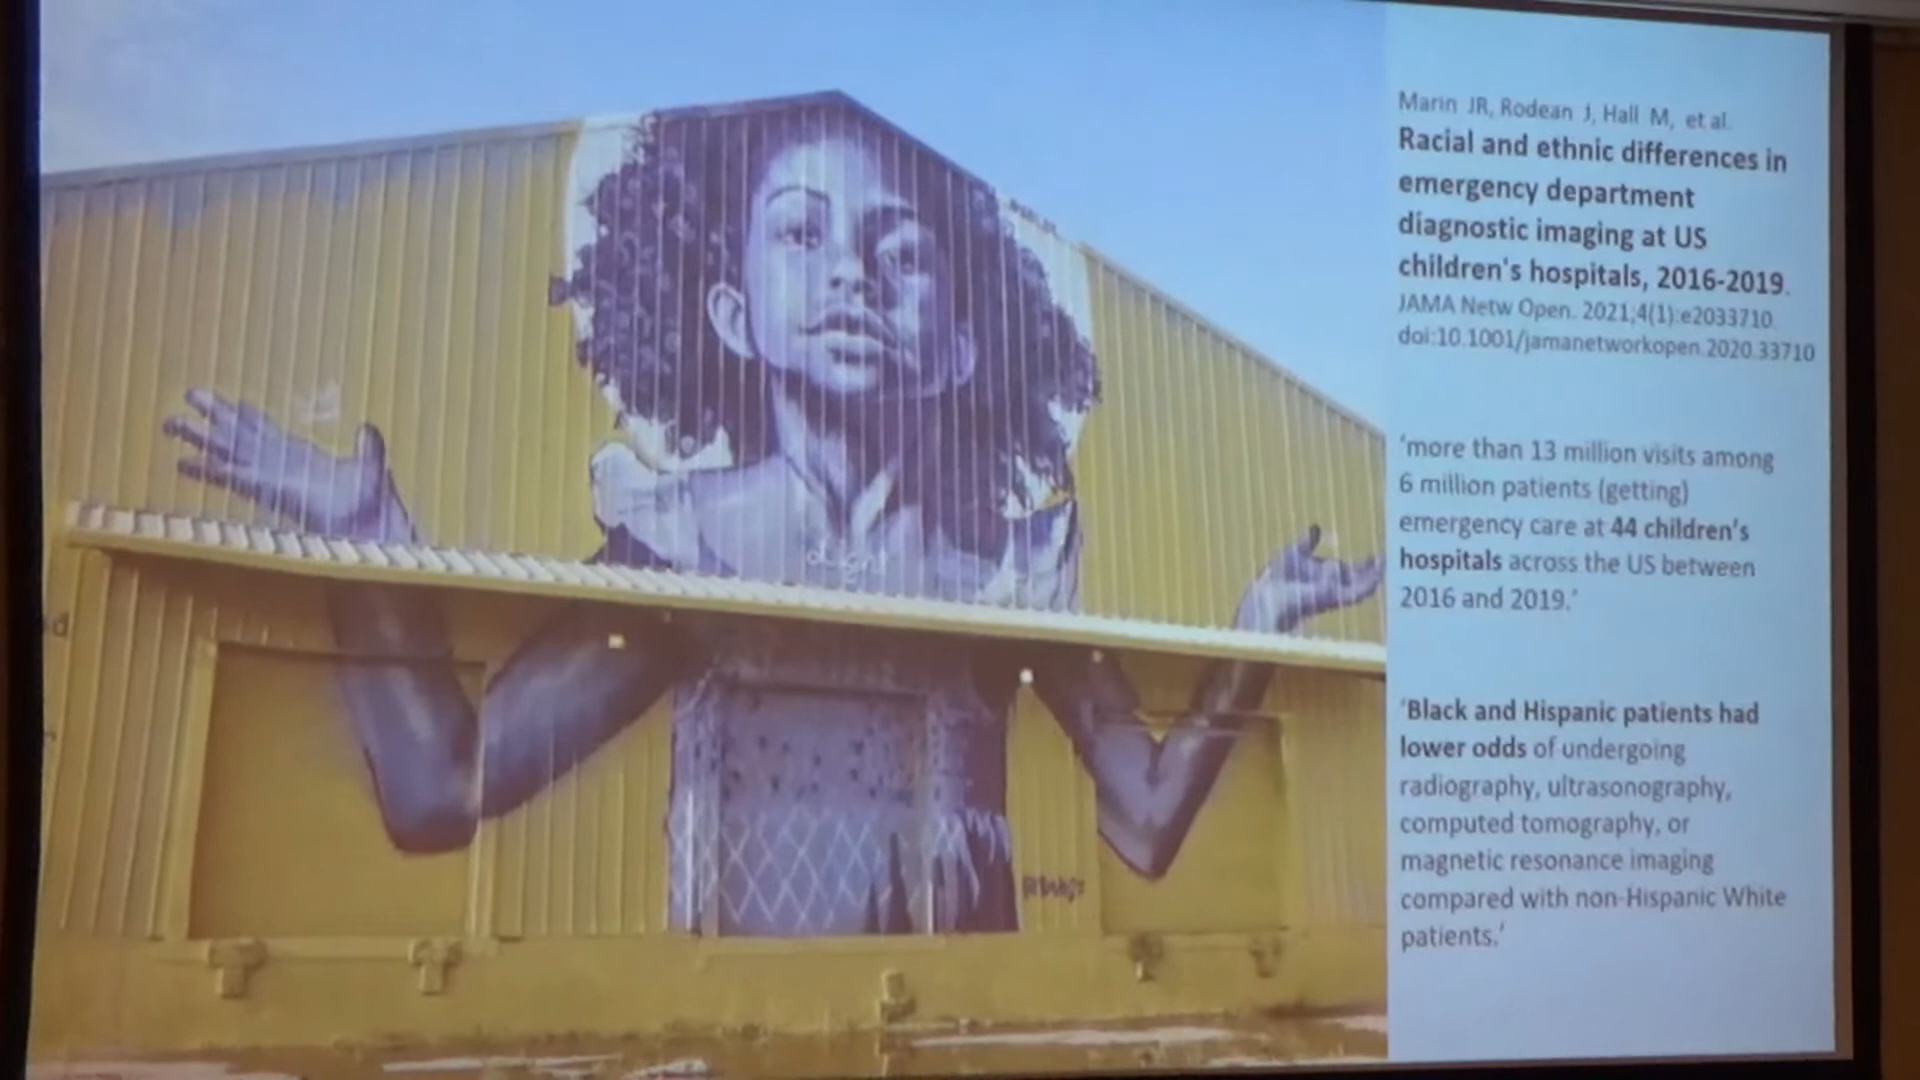 Marin JR, Rodean J, Hall M, et al.
Racial and ethnic differences in
emergency department
diagnostic imaging at US
children's hospitals, 2016-2019.
JAMA Netw Open. 2021;4(1):e2033710.
doi:10.1001/jamanetworkopen.2020.33710
'more than 13 million visits among
6 million patients (getting)
emergency care at 44 children's
hospitals across the US between
2016 and 2019.'
'Black and Hispanic patients had
lower odds of undergoing
radiography, ultrasonography,
computed tomography, or
magnetic resonance imaging
compared with non-Hispanic White
patients.'